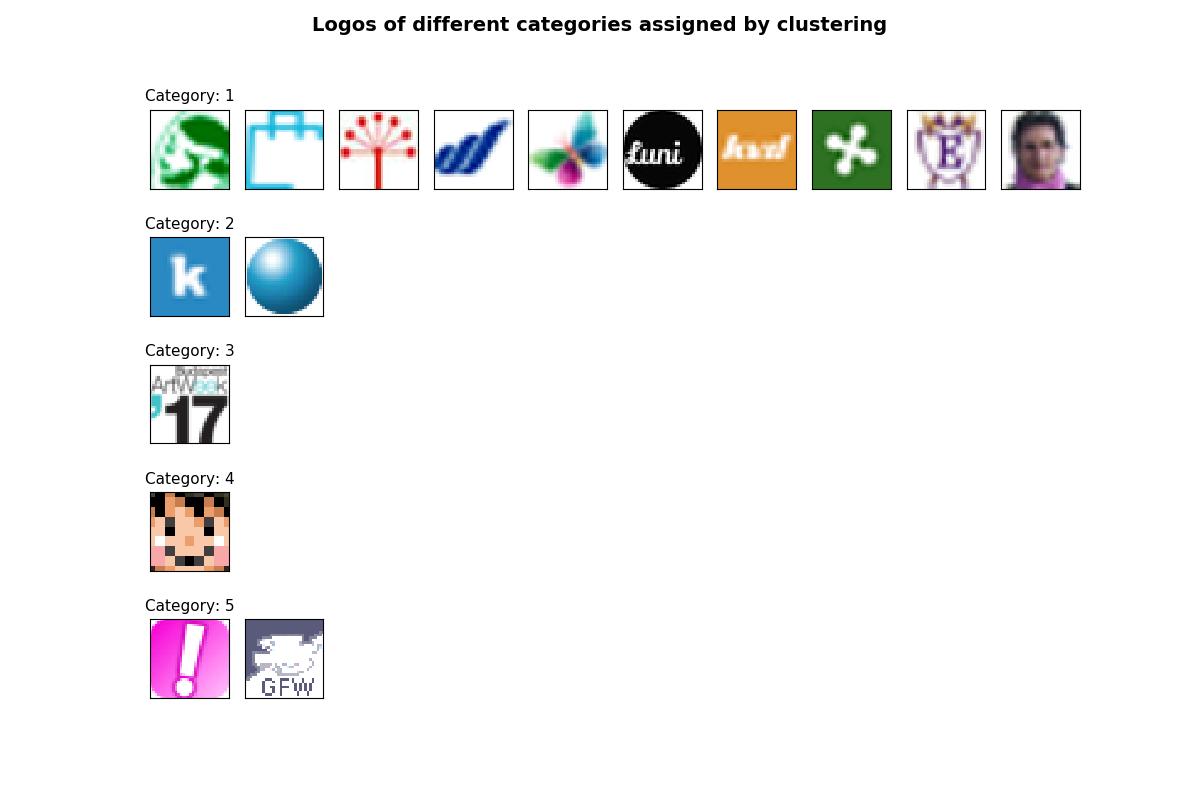 Logos of different categories assigned by clustering
Category: 1
Luni
E
Category: 2
k
Category: 3
Budapest
ArtWeek
'17
Category: 4
Category: 5
!
GFW